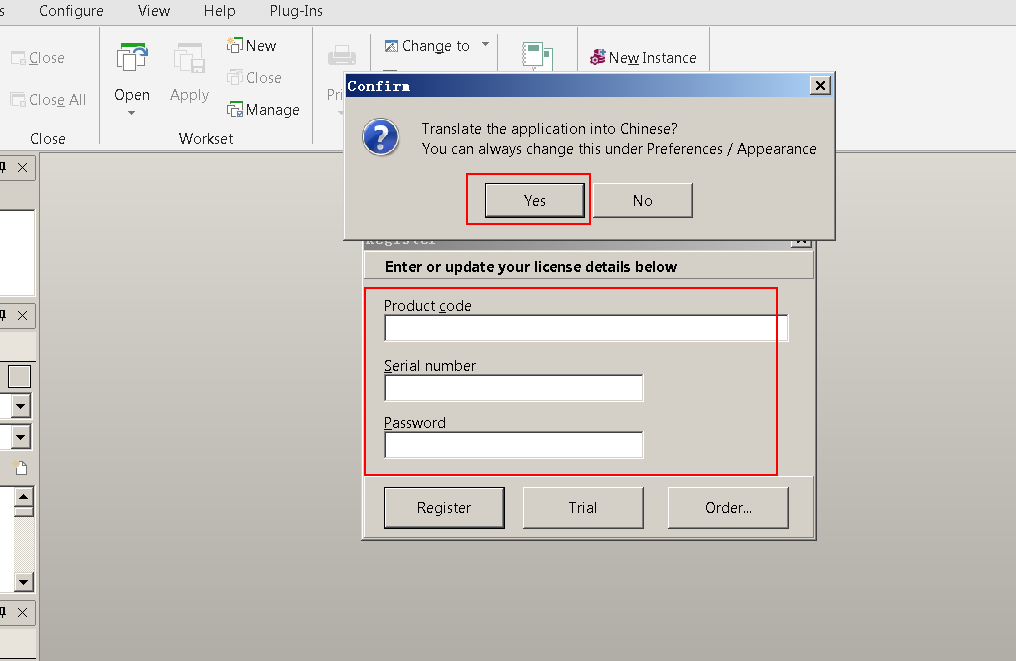 Configure View Help Plug-Ins
Close
Close All
Close
Open
Apply
New
Close
Manage
Workset
Change to
New Instance
Confirm
Translate the application into Chinese?
You can always change this under Preferences / Appearance
Yes No
Register
Enter or update your license details below
Product code
Serial number
Password
Register Trial Order...